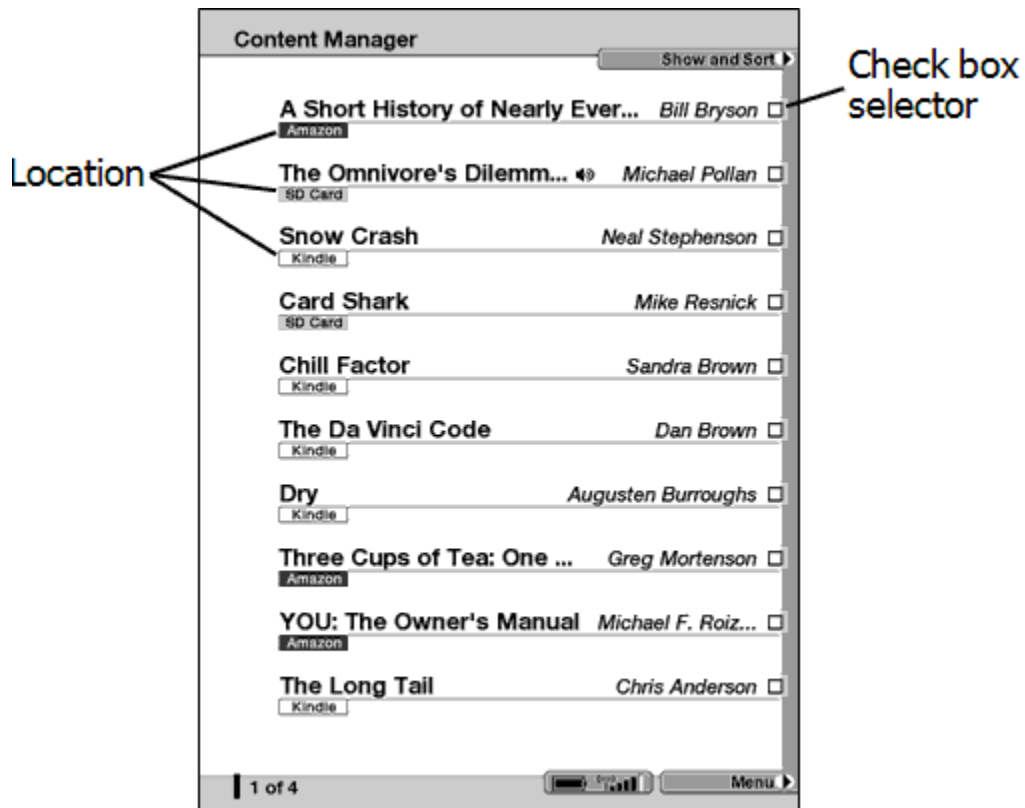 Content Manager
Show and Sort
Check box
selector
A Short History of Nearly Ever... Bill Bryson
Amazon
Location
The Omnivore's Dilemm... Michael Pollan
SD Card
Snow Crash Neal Stephenson
Kindle
Card Shark Mike Resnick
SD Card
Chill Factor Sandra Brown
Kindle
The Da Vinci Code Dan Brown
Kindle
Dry Augusten Burroughs
Kindle
Three Cups of Tea: One ... Greg Mortenson
Amazon
YOU: The Owner's Manual Michael F. Roiz...
Amazon
The Long Tail Chris Anderson
Kindle
1 of 4 Menu